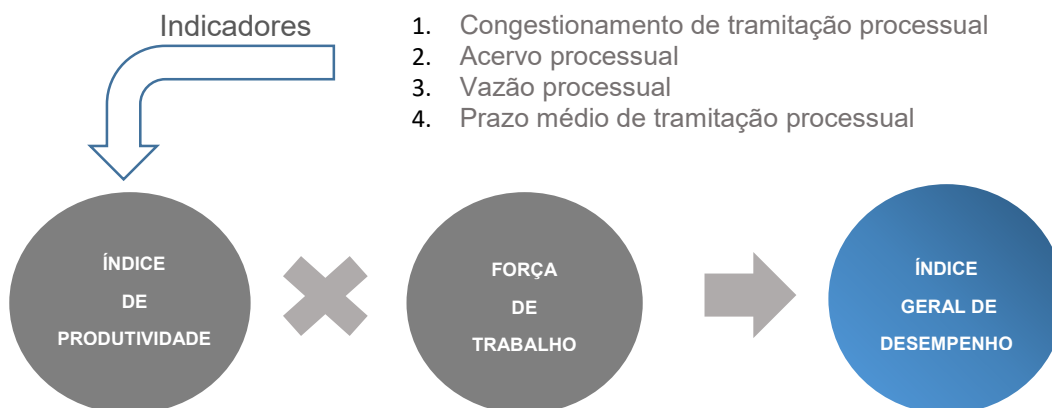 Indicadores
1. Congestionamento de tramitação processual
2. Acervo processual
3. Vazão processual
4. Prazo médio de tramitação processual
ÍNDICE
DE
PRODUTIVIDADE
FORÇA
DE
TRABALHO
ÍNDICE
GERAL DE
DESEMPENHO